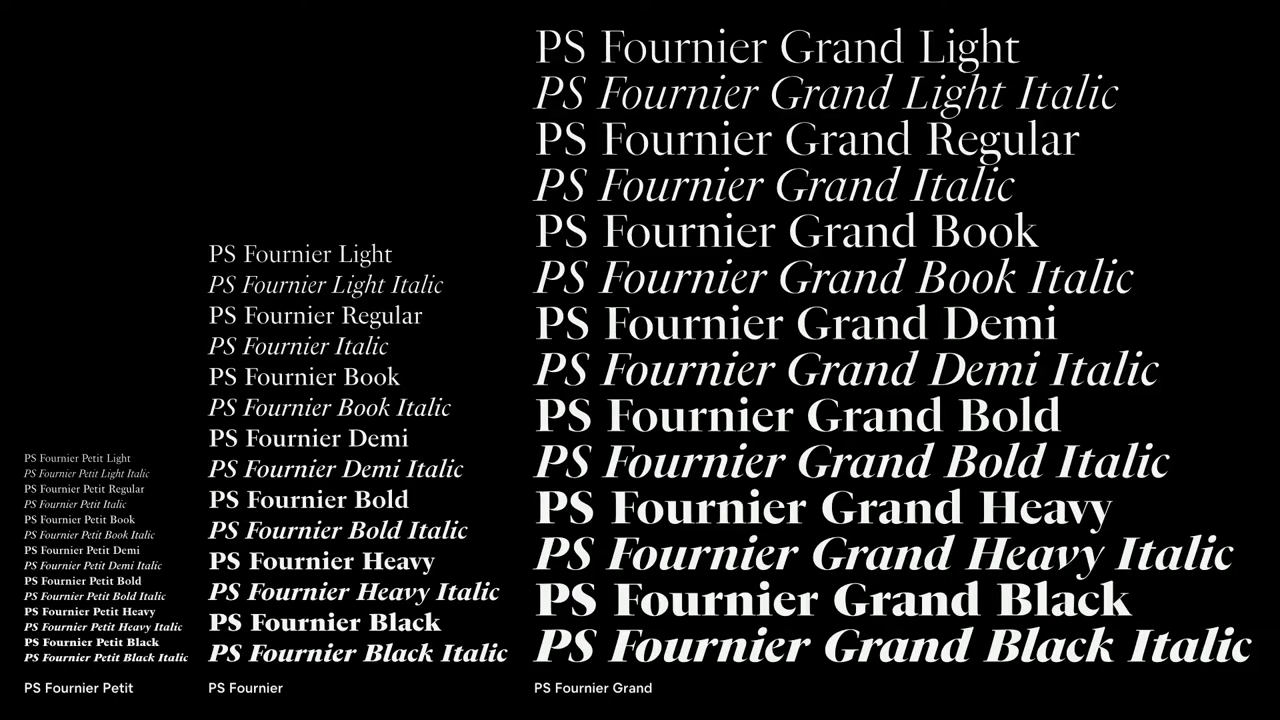 PS Fournier Petit Light
PS Fournier Petit Light Italic
PS Fournier Petit Regular
PS Fournier Petit Italic
PS Fournier Petit Book
PS Fournier Petit Book Italic
PS Fournier Petit Demi
PS Fournier Petit Demi Italic
PS Fournier Petit Bold
PS Fournier Petit Bold Italic
PS Fournier Petit Heavy
PS Fournier Petit Heavy Italic
PS Fournier Petit Black
PS Fournier Petit Black Italic
PS Fournier Petit
PS Fournier Light
PS Fournier Light Italic
PS Fournier Regular
PS Fournier Italic
PS Fournier Book
PS Fournier Book Italic
PS Fournier Demi
PS Fournier Demi Italic
PS Fournier Bold
PS Fournier Bold Italic
PS Fournier Heavy
PS Fournier Heavy Italic
PS Fournier Black
PS Fournier Black Italic
PS Fournier
PS Fournier Grand Light
PS Fournier Grand Light Italic
PS Fournier Grand Regular
PS Fournier Grand Italic
PS Fournier Grand Book
PS Fournier Grand Book Italic
PS Fournier Grand Demi
PS Fournier Grand Demi Italic
PS Fournier Grand Bold
PS Fournier Grand Bold Italic
PS Fournier Grand Heavy
PS Fournier Grand Heavy Italic
PS Fournier Grand Black
PS Fournier Grand Black Italic
PS Fournier Grand